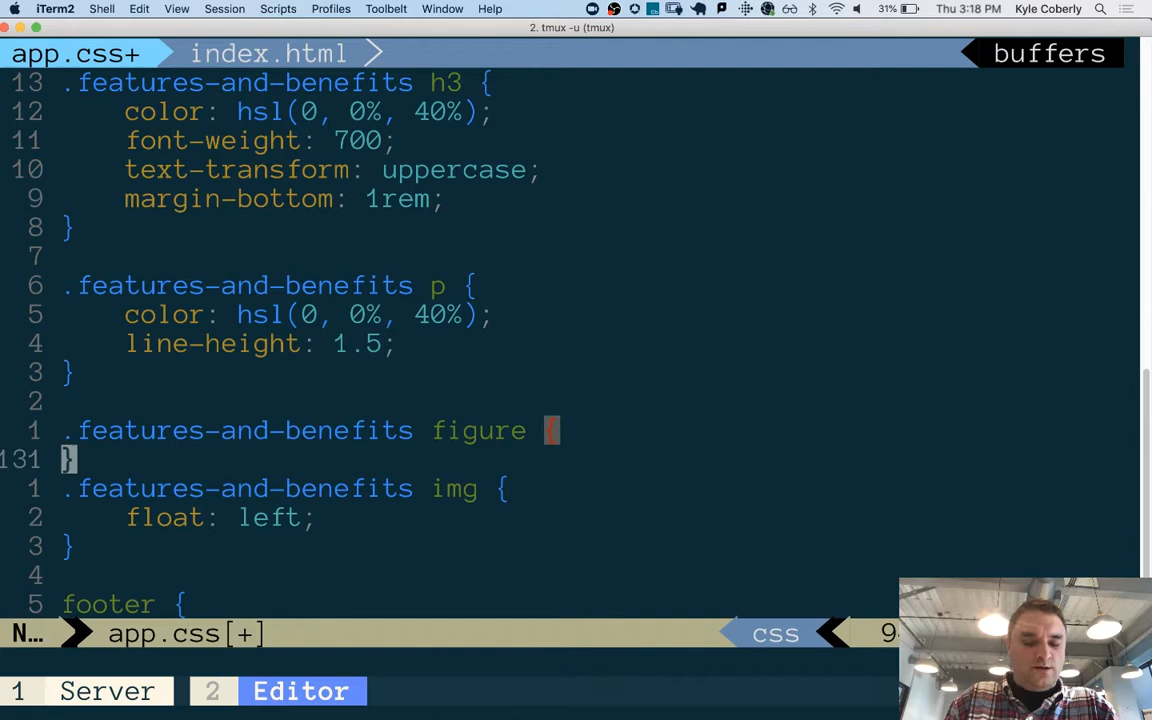 iTerm2 Shell Edit View Session Scripts Profiles Toolbelt Window Help 31% Thu 3:18 PM Kyle Coberly
2. tmux -u (tmux)
app.css+ index.html buffers
13 .features-and-benefits h3 {
12 color: hsl(0, 0%, 40%);
11 font-weight: 700;
10 text-transform: uppercase;
9 margin-bottom: 1rem;
8 }
7
6 .features-and-benefits p {
5 color: hsl(0, 0%, 40%);
4 line-height: 1.5;
3 }
2
1 .features-and-benefits figure {
131 }
1 .features-and-benefits img {
2 float: left;
3 }
4
5 footer {
N... app.css[+] css 9
1 Server 2 Editor